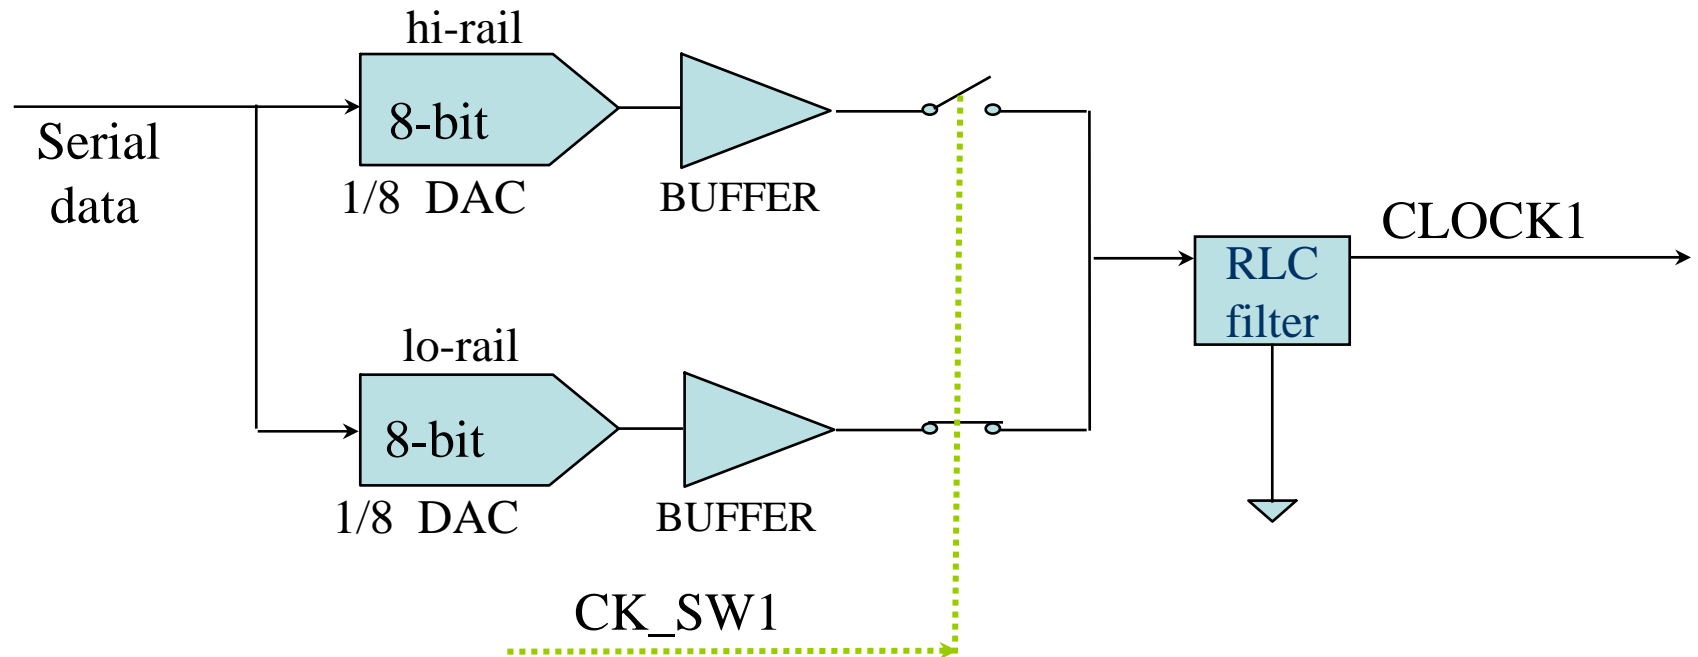 hi-rail
8-bit
1/8 DAC
BUFFER
Serial
data
CLOCK1
RLC
filter
lo-rail
8-bit
1/8 DAC
BUFFER
CK_SW1